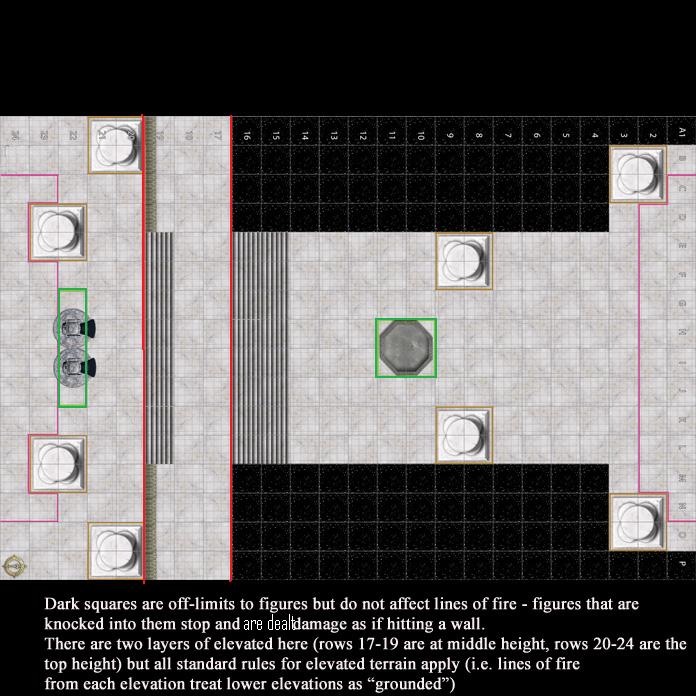 24 23 22 21 20 19 18 17 16 15 14 13 12 11 10 9 8 7 6 5 4 3 2 A1
B
C
D
E
F
G
H
I
J
K
L
M
N
O
P
Dark squares are off-limits to figures but do not affect lines of fire - figures that are
knocked into them stop and are dealt damage as if hitting a wall.
There are two layers of elevated here (rows 17-19 are at middle height, rows 20-24 are the
top height) but all standard rules for elevated terrain apply (i.e. lines of fire
from each elevation treat lower elevations as “grounded”)